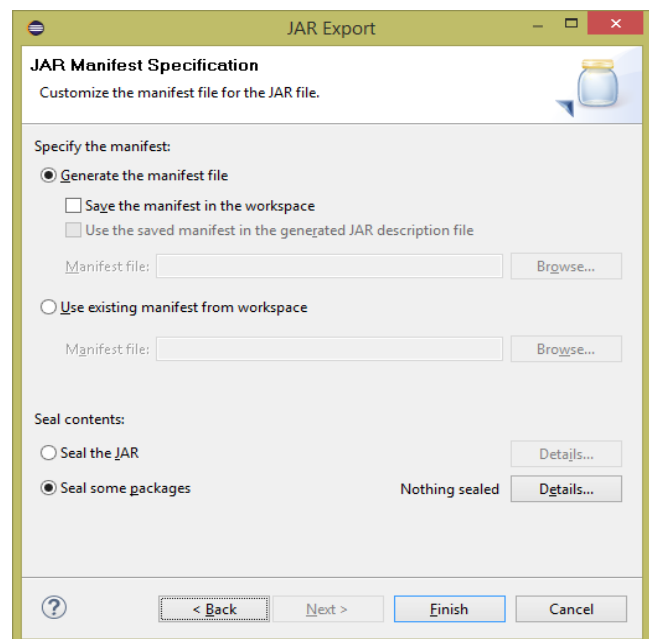 JAR Export
JAR Manifest Specification
Customize the manifest file for the JAR file.
Specify the manifest:
Generate the manifest file
Save the manifest in the workspace
Use the saved manifest in the generated JAR description file
Manifest file:
Browse...
Use existing manifest from workspace
Manifest file:
Browse...
Seal contents:
Seal the JAR
Details...
Seal some packages
Nothing sealed
Details...
?
< Back
Next >
Finish
Cancel